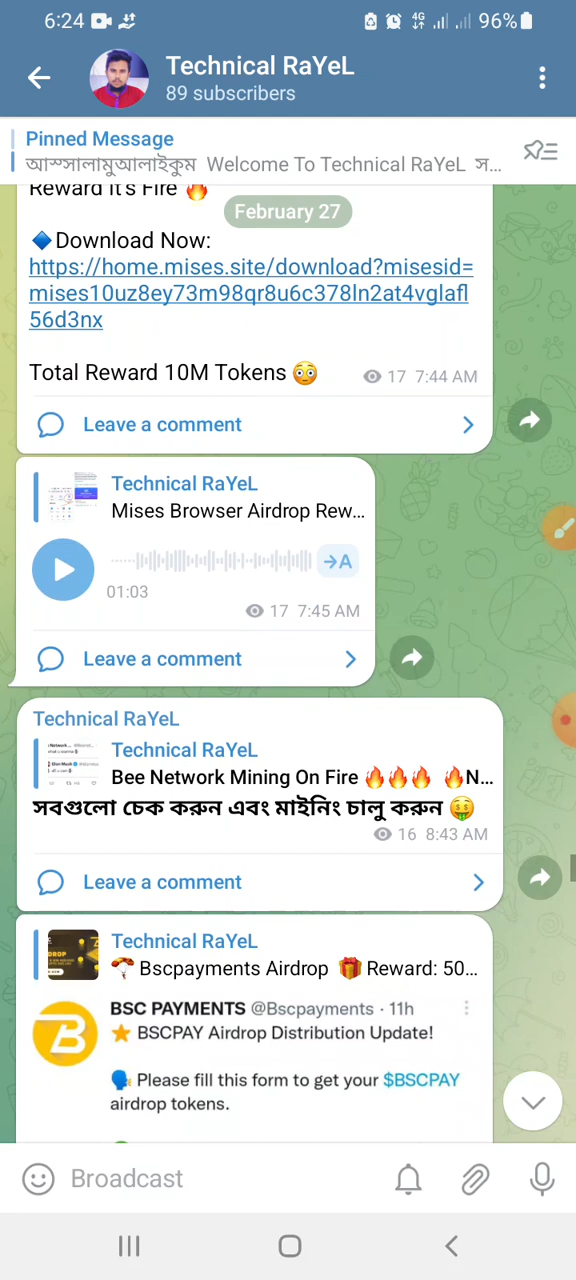 6:24
4G
96%
Technical RaYeL
89 subscribers
Pinned Message
আস্সালামুআলাইকুম Welcome To Technical RaYeL স...
Reward It's Fire 🔥
February 27
🔷Download Now:
https://home.mises.site/download?misesid=
mises10uz8ey73m98qr8u6c378ln2at4vglafl
56d3nx
Total Reward 10M Tokens 😳
17 7:44 AM
Leave a comment
Technical RaYeL
Mises Browser Airdrop Rew...
→A
01:03
17 7:45 AM
Leave a comment
Technical RaYeL
Technical RaYeL
Bee Network Mining On Fire 🔥🔥🔥 🔥N...
সবগুলো চেক করুন এবং মাইনিং চালু করুন 🤑
16 8:43 AM
Leave a comment
Technical RaYeL
🪂Bscpayments Airdrop 🎁Reward: 50...
BSC PAYMENTS @Bscpayments · 11h
⭐ BSCPAY Airdrop Distribution Update!
🗣️ Please fill this form to get your $BSCPAY
airdrop tokens.
Broadcast